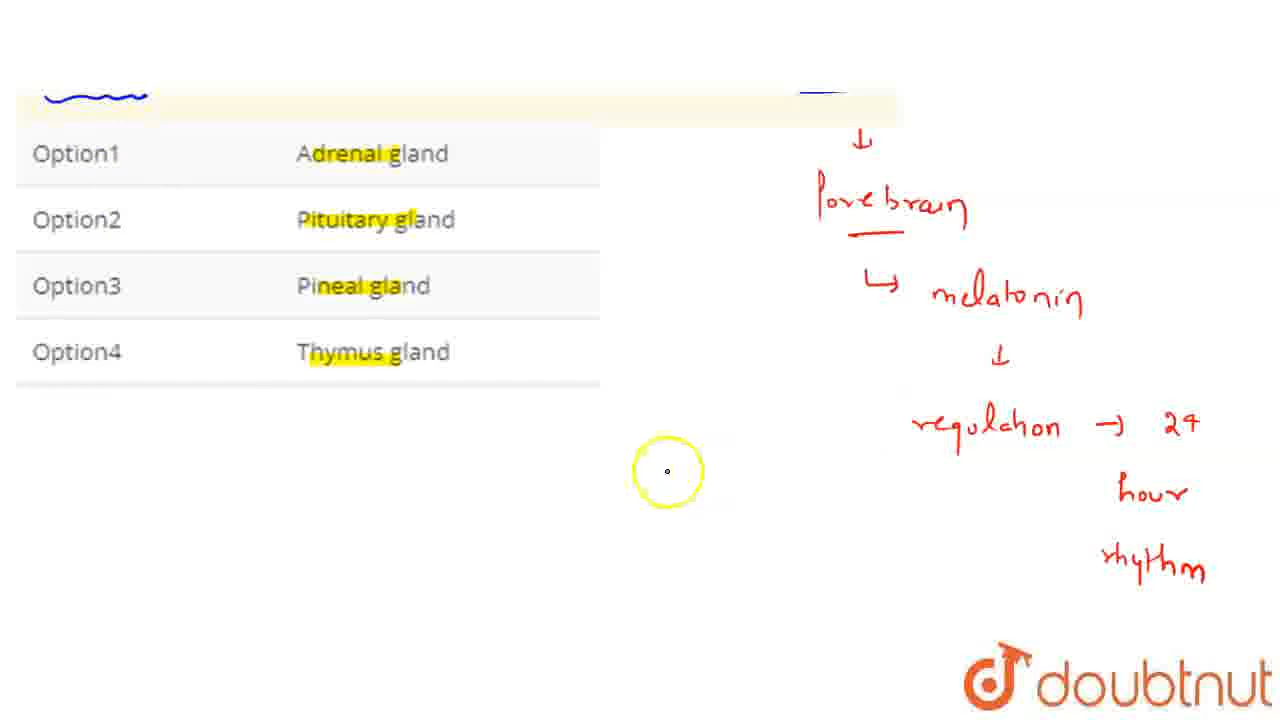 Option1 Adrenal gland
Option2 Pituitary gland
Option3 Pineal gland
Option4 Thymus gland
↓
forebrain
↳ melatonin
↓
regulation → 24
hour
rhythm
doubtnut